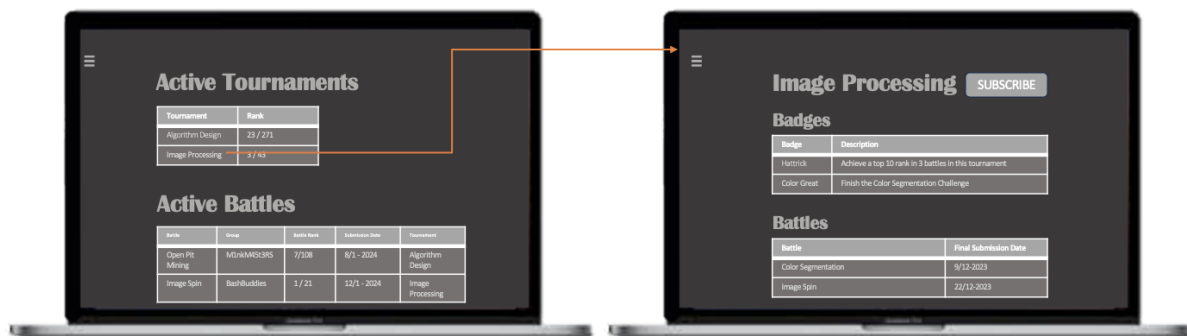 Active Tournaments
Tournament Rank
Algorithm Design 23 / 271
Image Processing 3 / 43
Active Battles
Battle Group Battle Rank Submission Date Tournament
Open Pit Mining M1nkM45t3RS 7/108 8/1 - 2024 Algorithm Design
Image Spin BashBuddies 1 / 21 12/1 - 2024 Image Processing
Image Processing SUBSCRIBE
Badges
Badge Description
Hattrick Achieve a top 10 rank in 3 battles in this tournament
Color Great Finish the Color Segmentation Challenge
Battles
Battle Final Submission Date
Color Segmentation 9/12-2023
Image Spin 22/12-2023